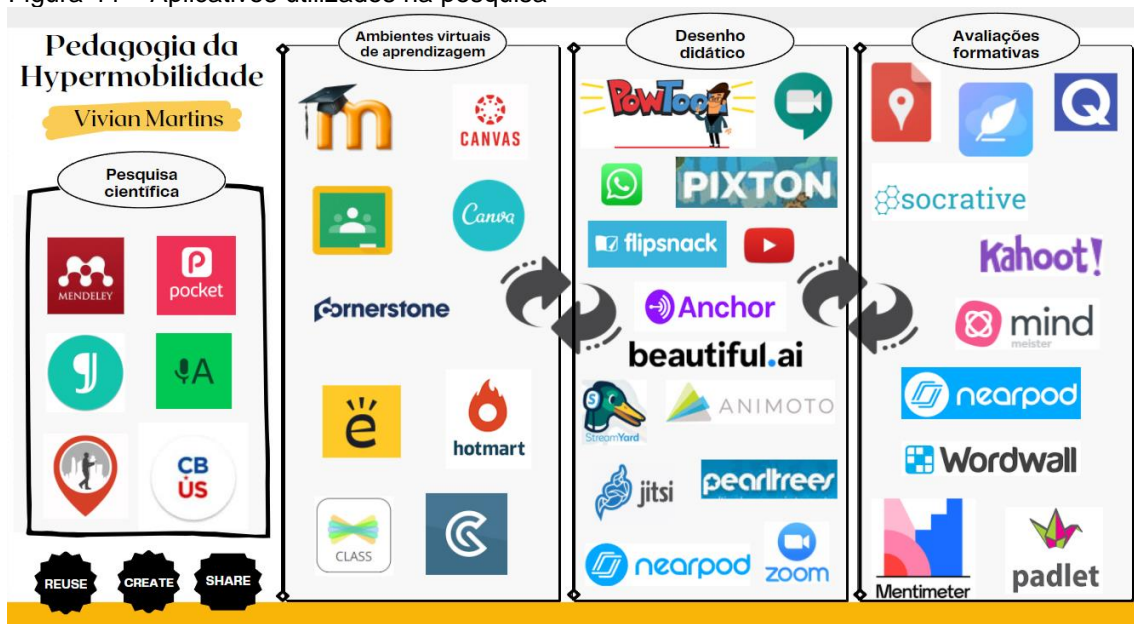 Figura 44 – Aplicativos utilizados na pesquisa
Pedagogia da
Hypermobilidade
Vivian Martins
Pesquisa
científica
MENDELEY
pocket
A
CB
US
REUSE
CREATE
SHARE
Ambientes virtuais
de aprendizagem
m
CANVAS
Canva
Cornerstone
ë
hotmart
CLASS
Desenho
didático
PowToon
PIXTON
flipsnack
Anchor
beautiful.ai
StreamYard
ANIMOTO
jitsi
pearltrees
nearpod
zoom
Avaliações
formativas
Q
socrative
Kahoot!
mind
meister
nearpod
Wordwall
Mentimeter
padlet